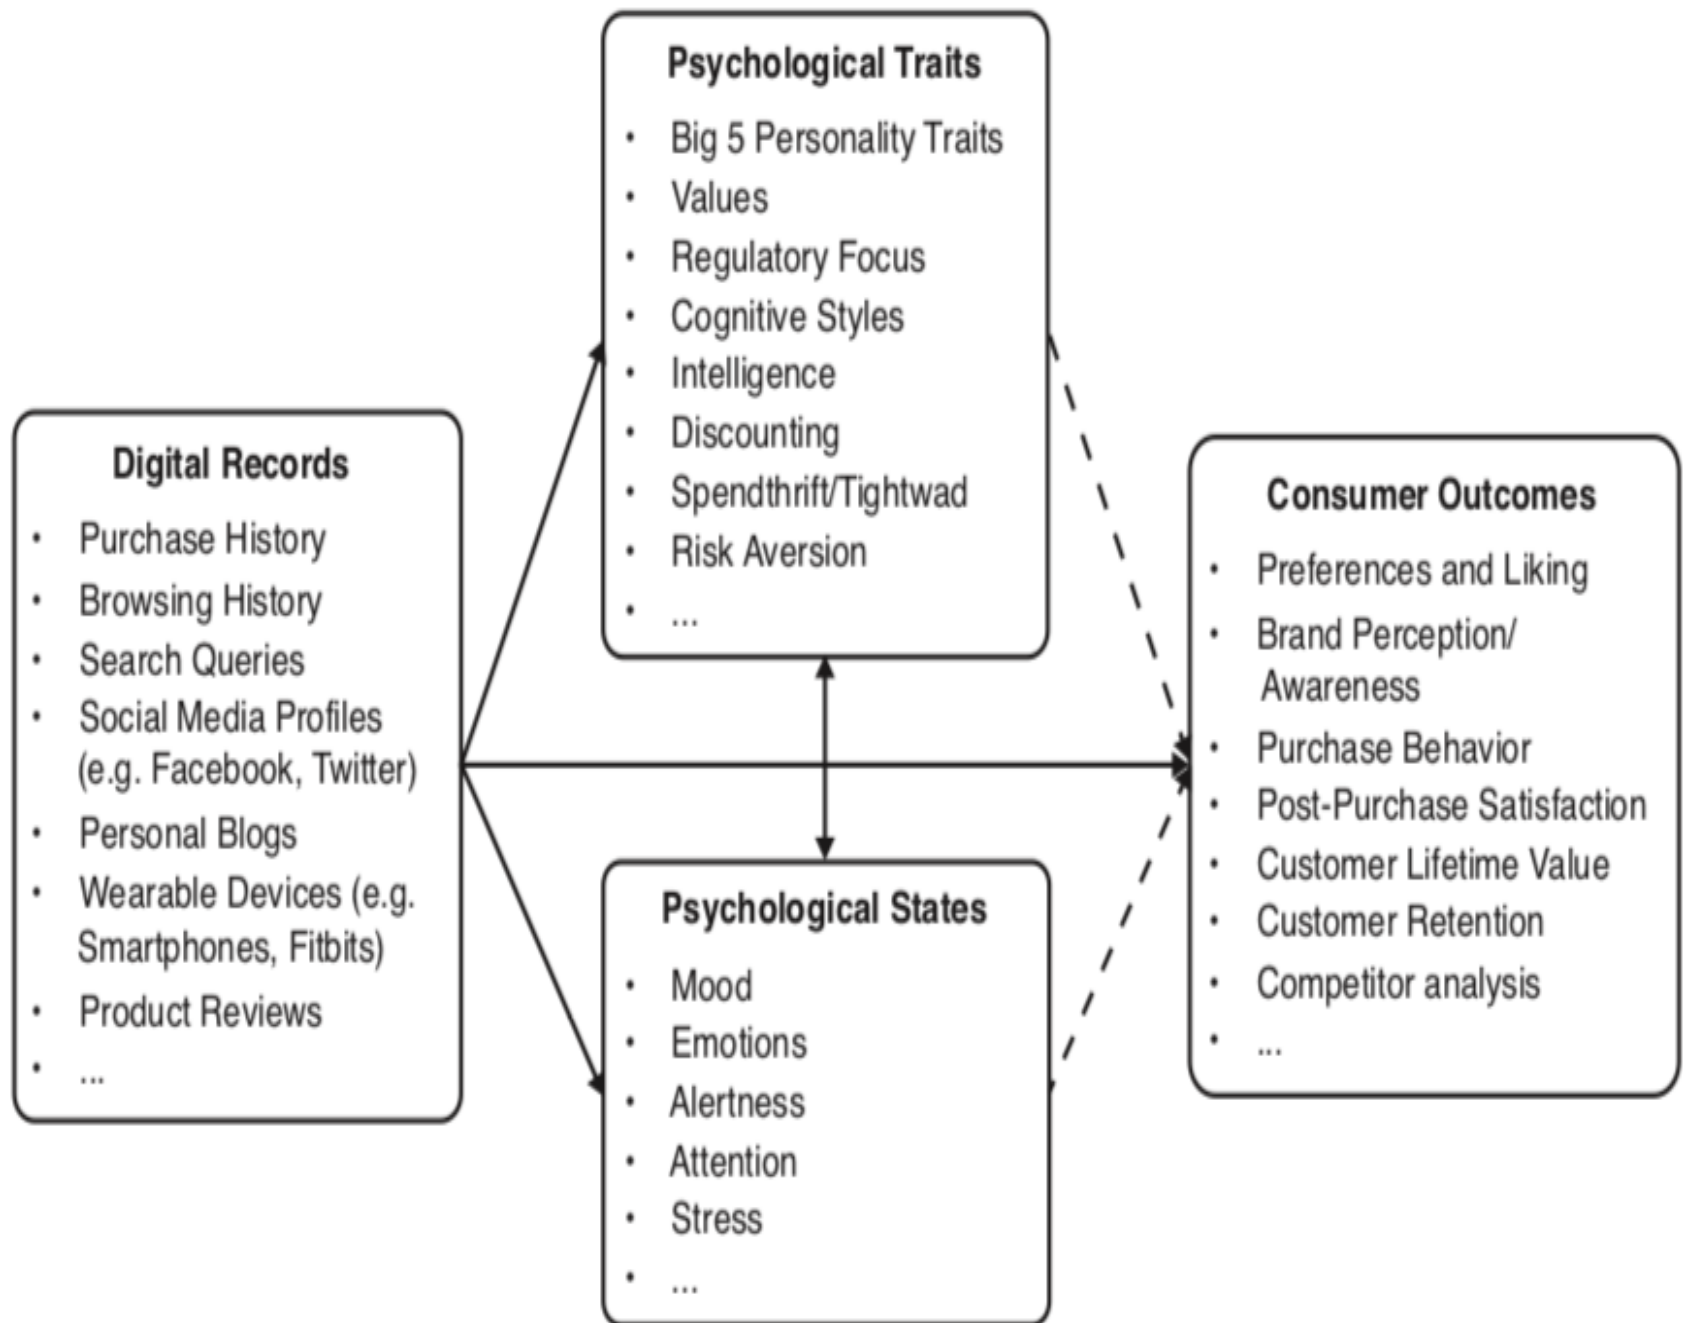 Psychological Traits
• Big 5 Personality Traits
• Values
• Regulatory Focus
• Cognitive Styles
• Intelligence
• Discounting
• Spendthrift/Tightwad
• Risk Aversion
• ...
Digital Records
• Purchase History
• Browsing History
• Search Queries
• Social Media Profiles
(e.g. Facebook, Twitter)
• Personal Blogs
• Wearable Devices (e.g.
Smartphones, Fitbits)
• Product Reviews
• ...
Psychological States
• Mood
• Emotions
• Alertness
• Attention
• Stress
• ...
Consumer Outcomes
• Preferences and Liking
• Brand Perception/
Awareness
• Purchase Behavior
• Post-Purchase Satisfaction
• Customer Lifetime Value
• Customer Retention
• Competitor analysis
• ...